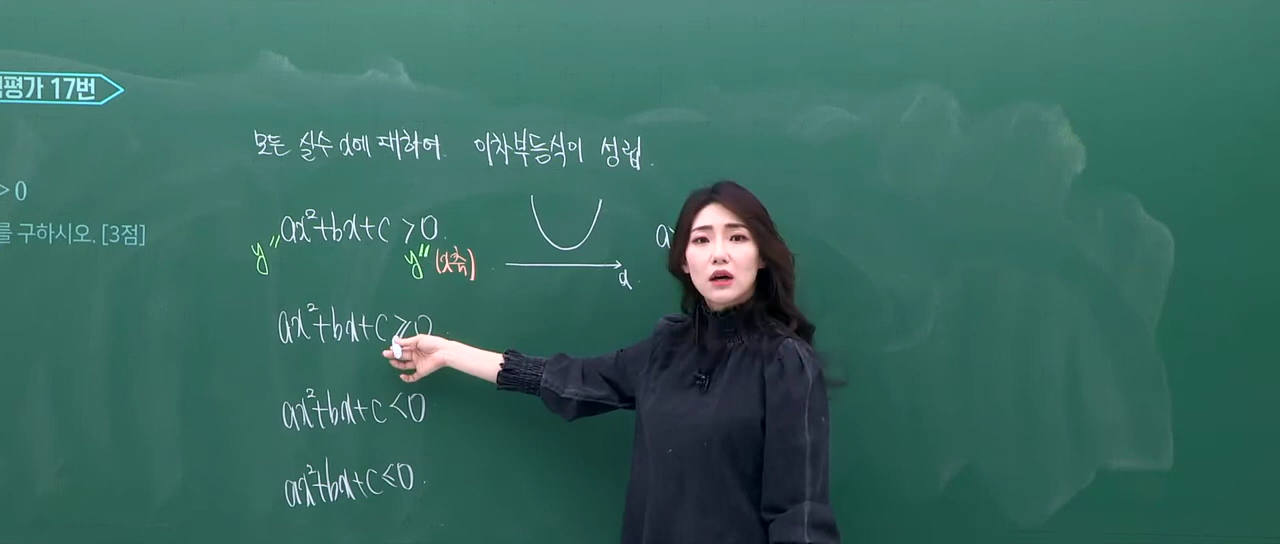 평가 17번
모든 실수 x에 대하여. 이차부등식이 성립.
> 0
를 구하시오. [3점]
ax²+bx+c > 0.
y" y" (x축)
x.
ax²+bx+c ≥ 0.
ax²+bx+c < 0
ax²+bx+c ≤ 0.